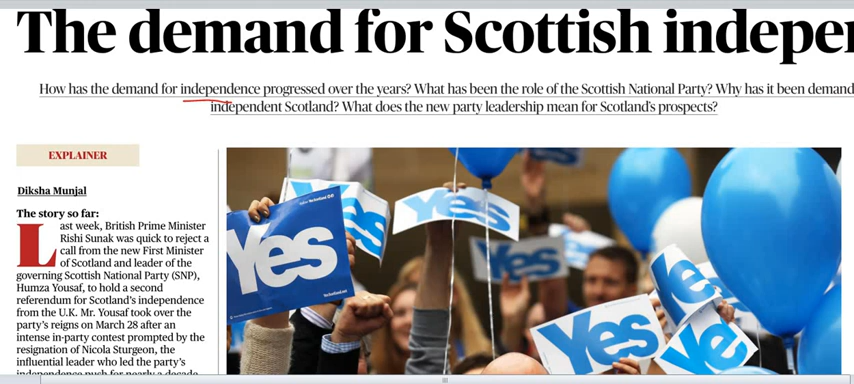 The demand for Scottish indepe
How has the demand for independence progressed over the years? What has been the role of the Scottish National Party? Why has it been demand
independent Scotland? What does the new party leadership mean for Scotland's prospects?
EXPLAINER
Diksha Munjal
The story so far:
Last week, British Prime Minister
Rishi Sunak was quick to reject a
call from the new First Minister
of Scotland and leader of the
governing Scottish National Party (SNP),
Humza Yousaf, to hold a second
referendum for Scotland's independence
from the U.K. Mr. Yousaf took over the
party's reigns on March 28 after an
intense in-party contest prompted by the
resignation of Nicola Sturgeon, the
influential leader who led the party's
independence push for nearly a decade
Yes
Yes
Yes
Yes
Yes
Yes
Yes